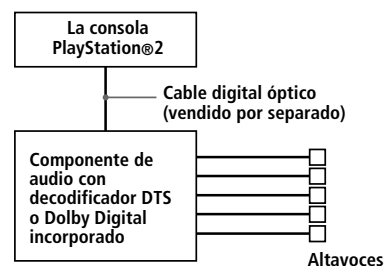 La consola
PlayStation®2
Cable digital óptico
(vendido por separado)
Componente de
audio con
decodificador DTS
o Dolby Digital
incorporado
Altavoces